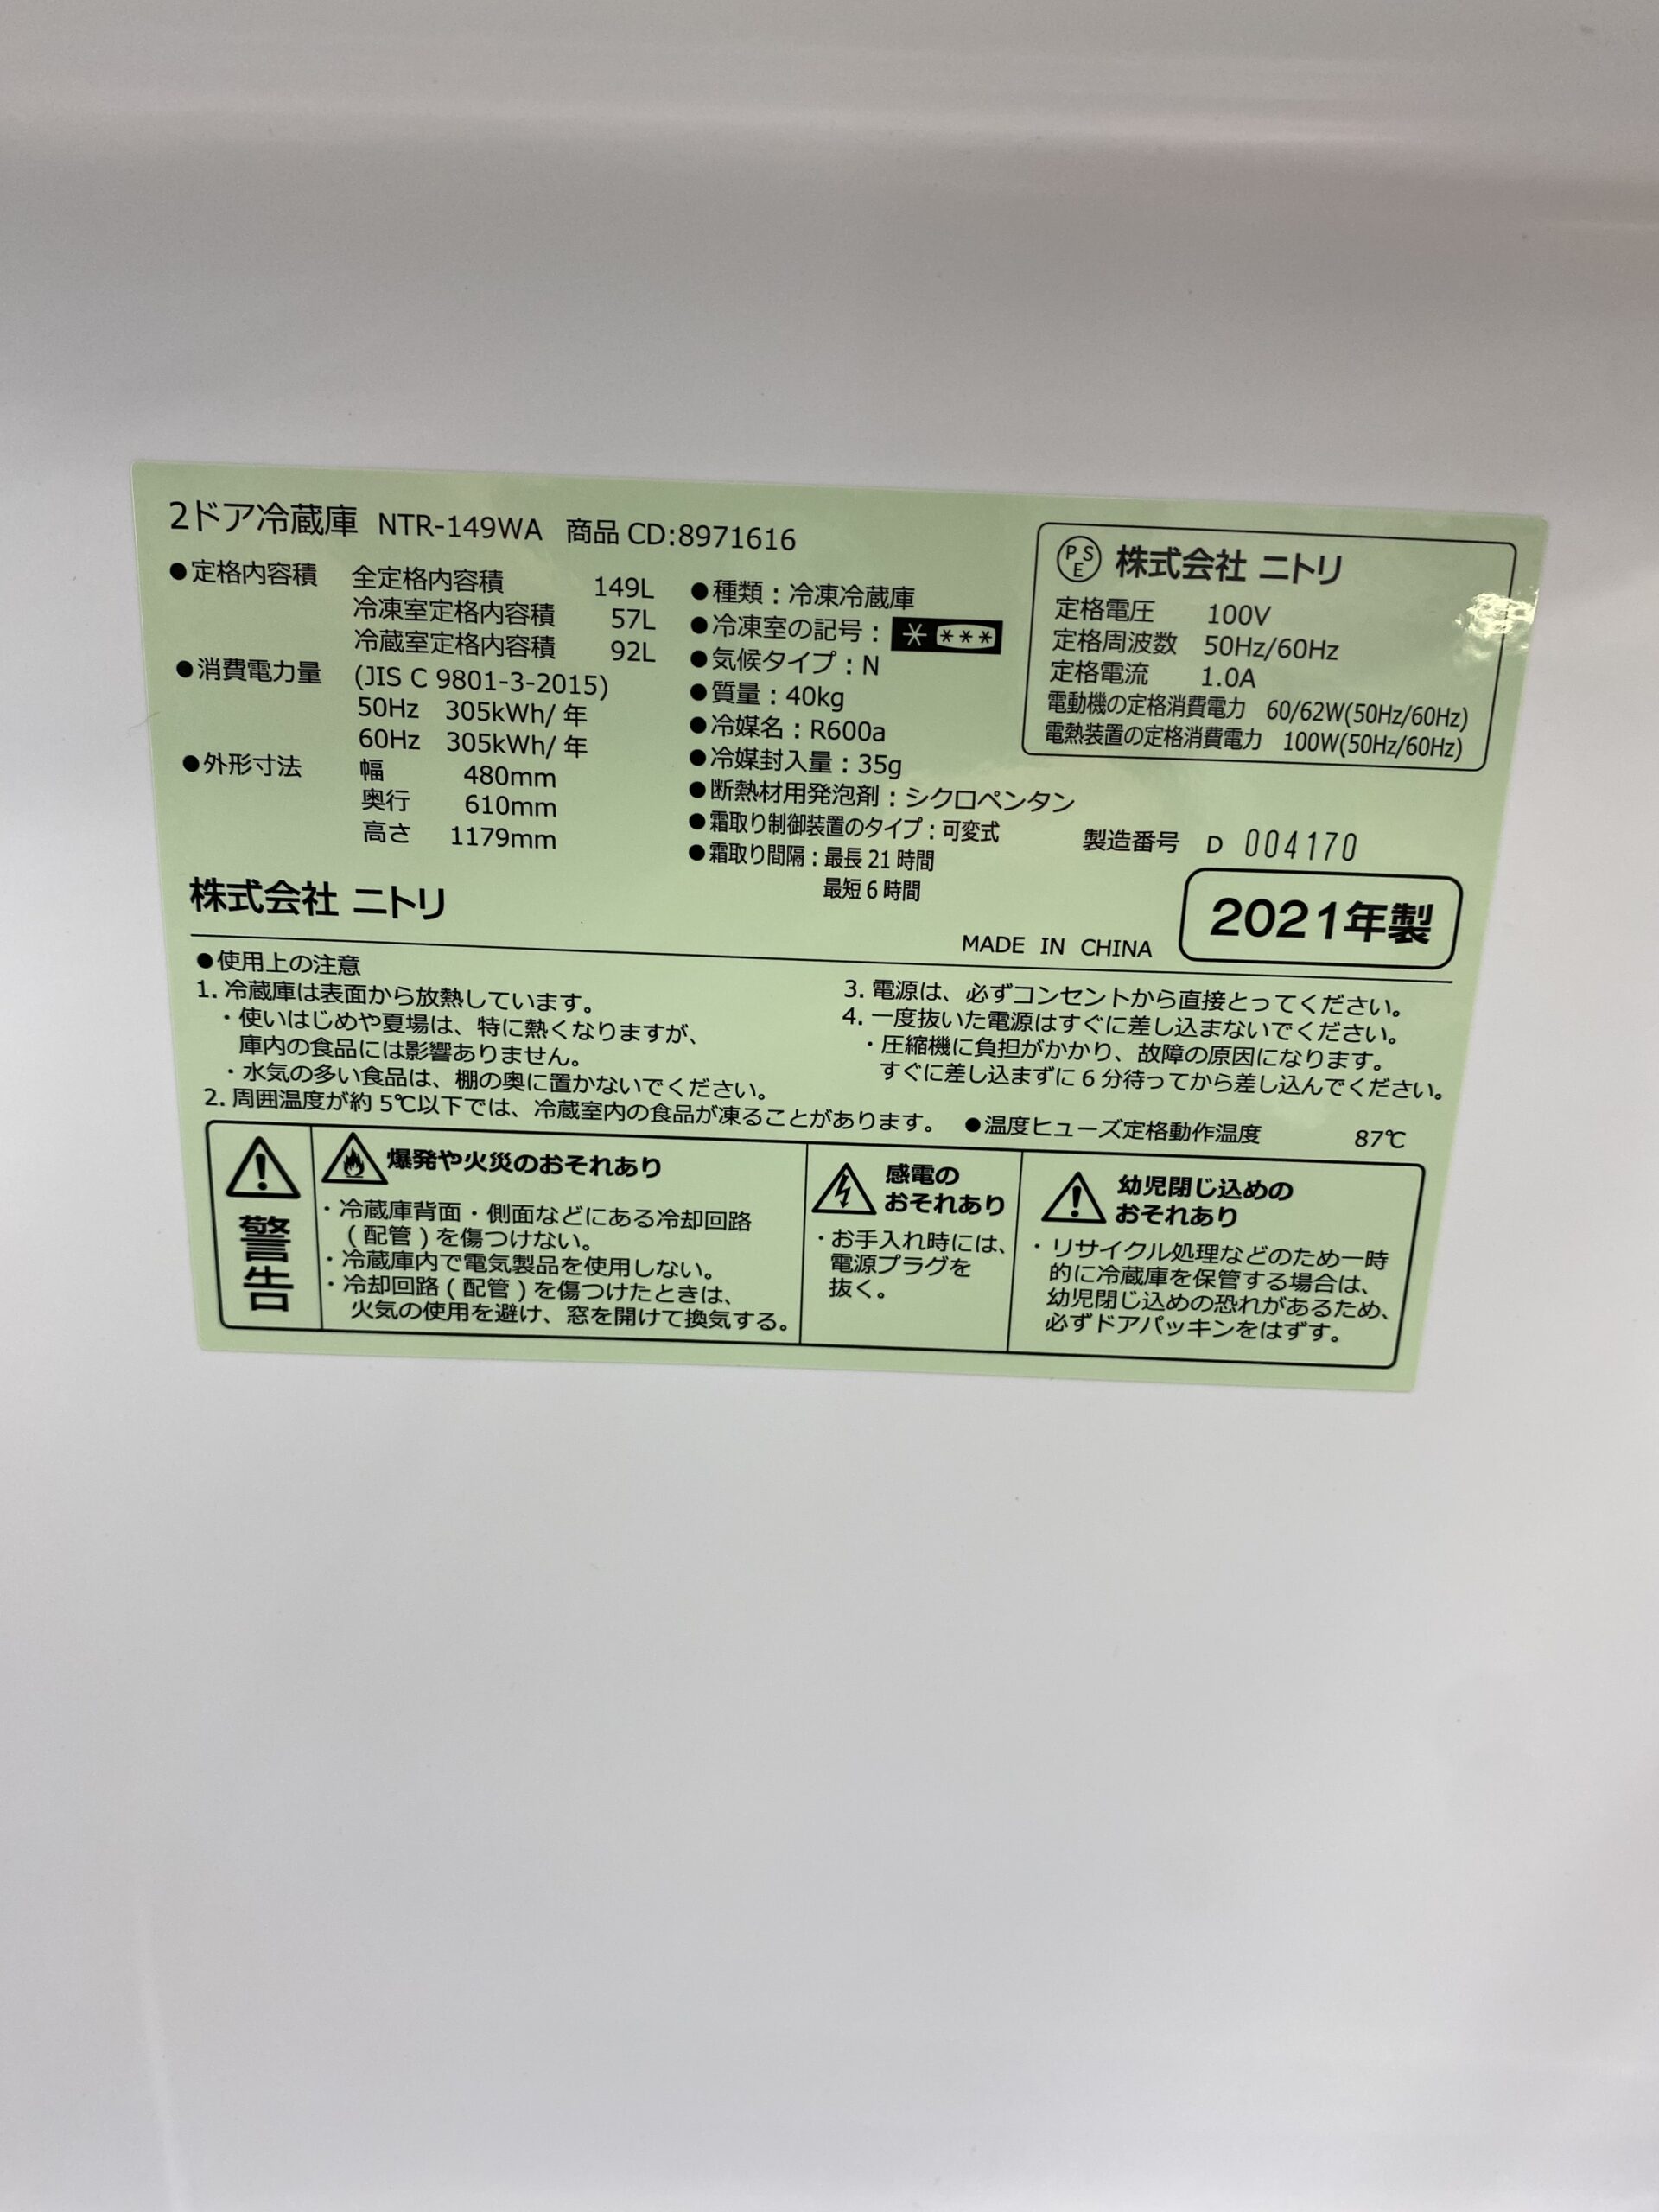 2ドア冷蔵庫 NTR-149WA 商品 CD:8971616
●定格内容積 全定格内容積 149L
冷凍室定格内容積 57L
冷蔵室定格内容積 92L
●消費電力量 (JIS C 9801-3-2015)
50Hz 305kWh/ 年
60Hz 305kWh/ 年
●外形寸法 幅 480mm
奥行 610mm
高さ 1179mm
株式会社 ニトリ
●種類：冷凍冷蔵庫
●冷凍室の記号： * ***
●気候タイプ：N
●質量：40kg
●冷媒名：R600a
●冷媒封入量：35g
●断熱材用発泡剤：シクロペンタン
●霜取り制御装置のタイプ：可変式
●霜取り間隔：最長 21 時間
最短 6 時間
PSE 株式会社 ニトリ
定格電圧 100V
定格周波数 50Hz/60Hz
定格電流 1.0A
電動機の定格消費電力 60/62W(50Hz/60Hz)
電熱装置の定格消費電力 100W(50Hz/60Hz)
製造番号 D 004170
MADE IN CHINA 2021年製
●使用上の注意
1. 冷蔵庫は表面から放熱しています。
・使いはじめや夏場は、特に熱くなりますが、
庫内の食品には影響ありません。
・水気の多い食品は、棚の奥に置かないでください。
2. 周囲温度が約 5℃以下では、冷蔵室内の食品が凍ることがあります。
3. 電源は、必ずコンセントから直接とってください。
4. 一度抜いた電源はすぐに差し込まないでください。
・圧縮機に負担がかかり、故障の原因になります。
すぐに差し込まずに 6 分待ってから差し込んでください。
●温度ヒューズ定格動作温度 87℃
警告
爆発や火災のおそれあり
・冷蔵庫背面・側面などにある冷却回路
( 配管 ) を傷つけない。
・冷蔵庫内で電気製品を使用しない。
・冷却回路 ( 配管 ) を傷つけたときは、
火気の使用を避け、窓を開けて換気する。
感電の
おそれあり
・お手入れ時には、
電源プラグを
抜く。
幼児閉じ込めの
おそれあり
・リサイクル処理などのため一時
的に冷蔵庫を保管する場合は、
幼児閉じ込めの恐れがあるため、
必ずドアパッキンをはずす。